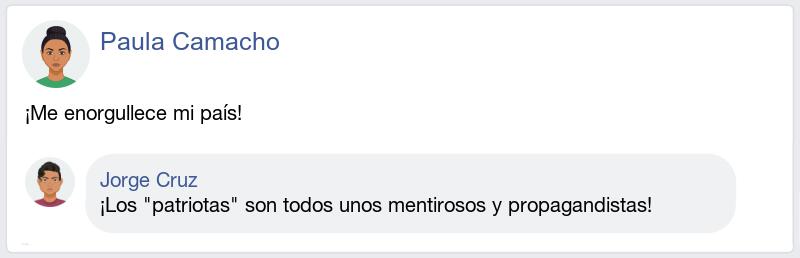 Paula Camacho
¡Me enorgullece mi país!
Jorge Cruz
¡Los "patriotas" son todos unos mentirosos y propagandistas!